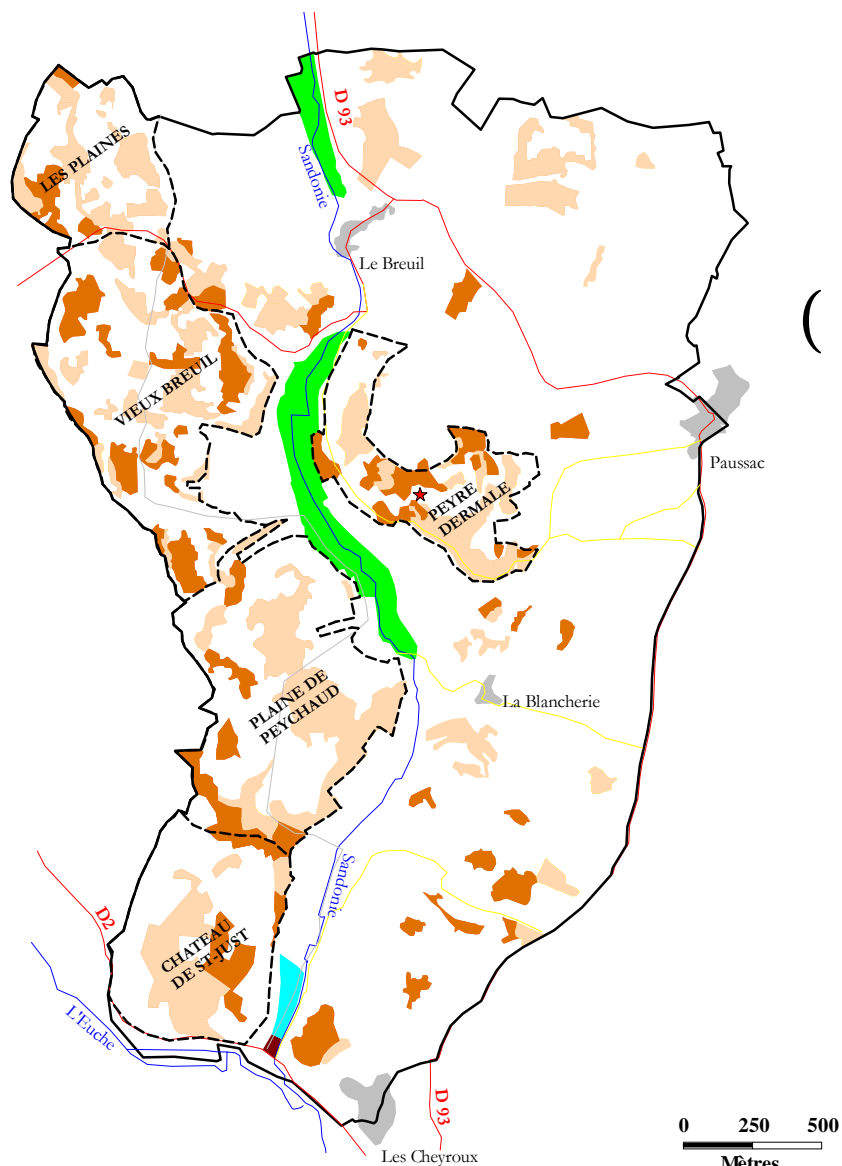 D 93
Sandonie
LES PLAINES
Le Breuil
(
VIEUX BREUIL
Paussac
PEYRE
DERMALE
La Blancherie
PLAINE DE
PEYCHAUD
Sandonie
D2
CHATEAU
DE ST-JUST
L'Euche
D 93
0 250 500
Mètres
Les Cheyroux